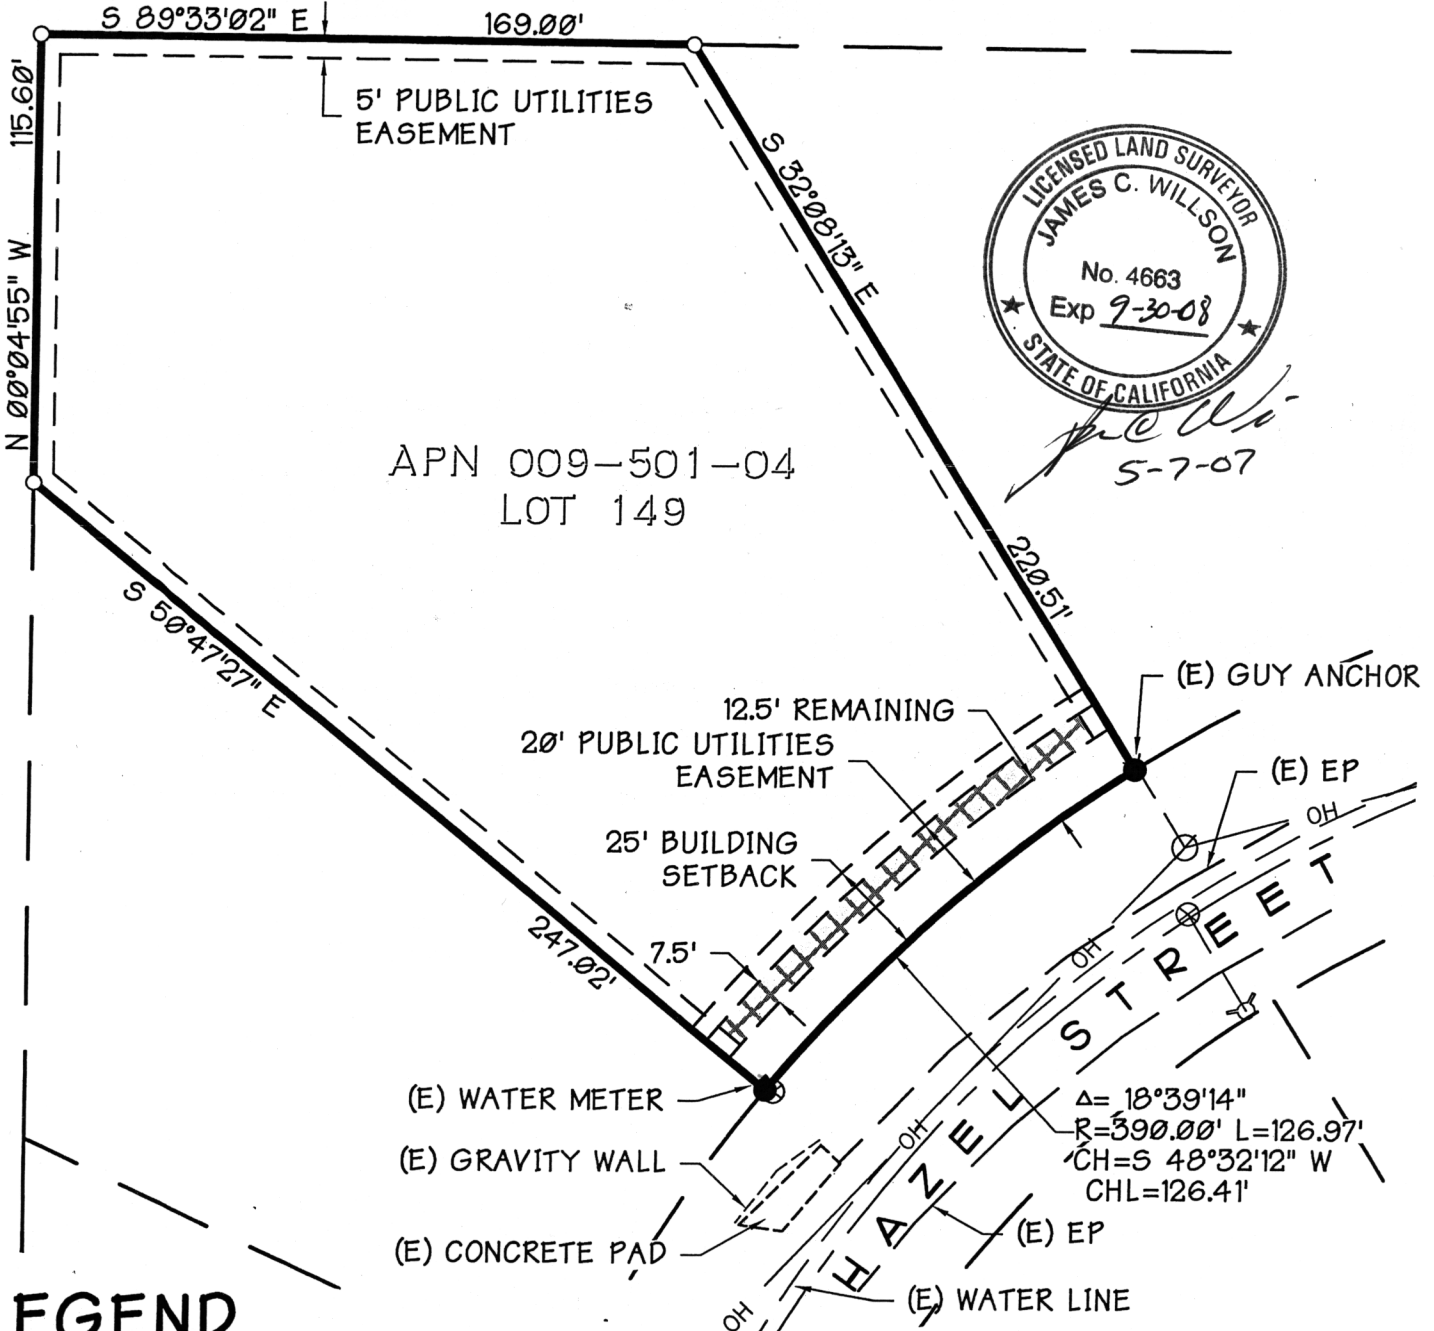 S 89°33'02" E 169.00'
115.60'
N 00°04'55" W
5' PUBLIC UTILITIES
EASEMENT
S 32°08'13" E
220.51'
LICENSED LAND SURVEYOR
JAMES C. WILLSON
No. 4663
Exp 9-30-08
STATE OF CALIFORNIA
5-7-07
APN 009-501-04
LOT 149
S 50°47'27" E
247.02'
(E) GUY ANCHOR
12.5' REMAINING
20' PUBLIC UTILITIES
EASEMENT
(E) EP
OH
25' BUILDING
SETBACK
7.5'
OH
HAZEL STREET
(E) WATER METER
Δ= 18°39'14"
R=390.00' L=126.97'
CH=S 48°32'12" W
CHL=126.41'
OH
(E) GRAVITY WALL
(E) EP
(E) CONCRETE PAD
(E) WATER LINE
OH
EGEND